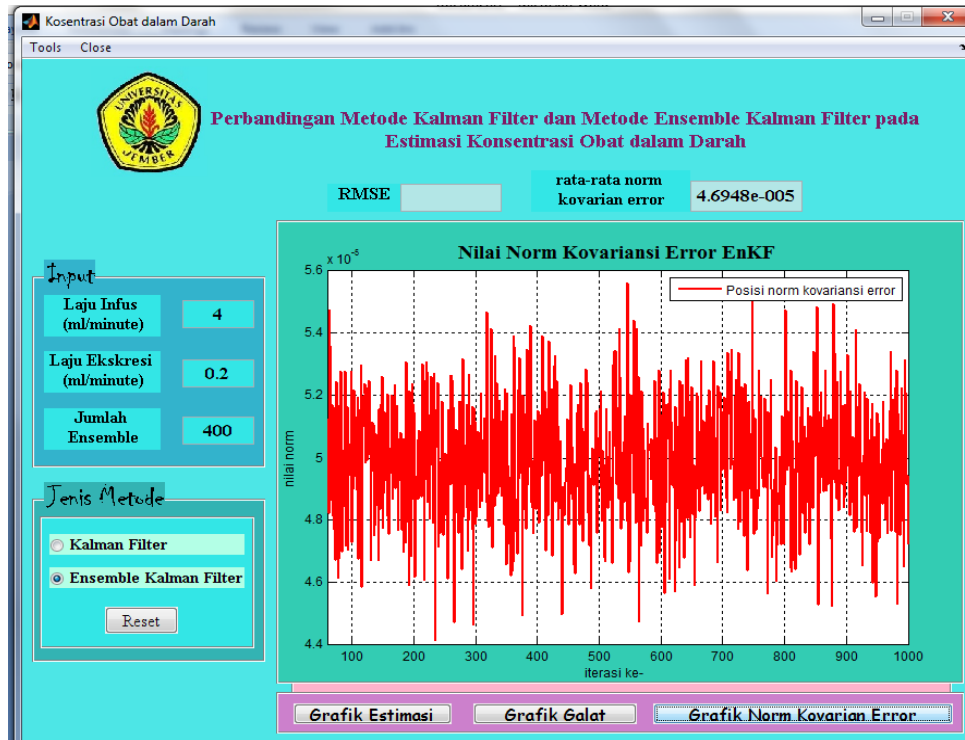 Kosentrasi Obat dalam Darah
Tools Close
UNIVERSITAS
JEMBER
Perbandingan Metode Kalman Filter dan Metode Ensemble Kalman Filter pada
Estimasi Konsentrasi Obat dalam Darah
RMSE
rata-rata norm
kovarian error
4.6948e-005
Input
Laju Infus
(ml/minute)
4
Laju Ekskresi
(ml/minute)
0.2
Jumlah
Ensemble
400
Jenis Metode
Kalman Filter
Ensemble Kalman Filter
Reset
x 10^-5
Nilai Norm Kovariansi Error EnKF
Posisi norm kovariansi error
5.6
5.4
5.2
5
4.8
4.6
4.4
nilai norm
100 200 300 400 500 600 700 800 900 1000
iterasi ke-
Grafik Estimasi Grafik Galat Grafik Norm Kovarian Error